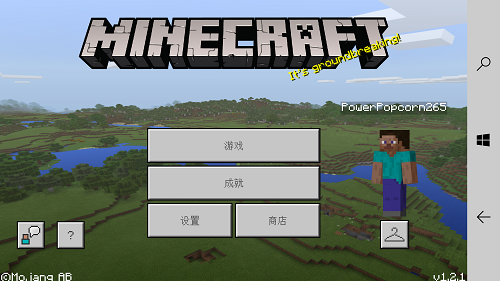 MINECRAFT
It's groundbreaking!
PowerPopcorn265
游戏
成就
设置
商店
?
©Mojang AB
v1.2.1